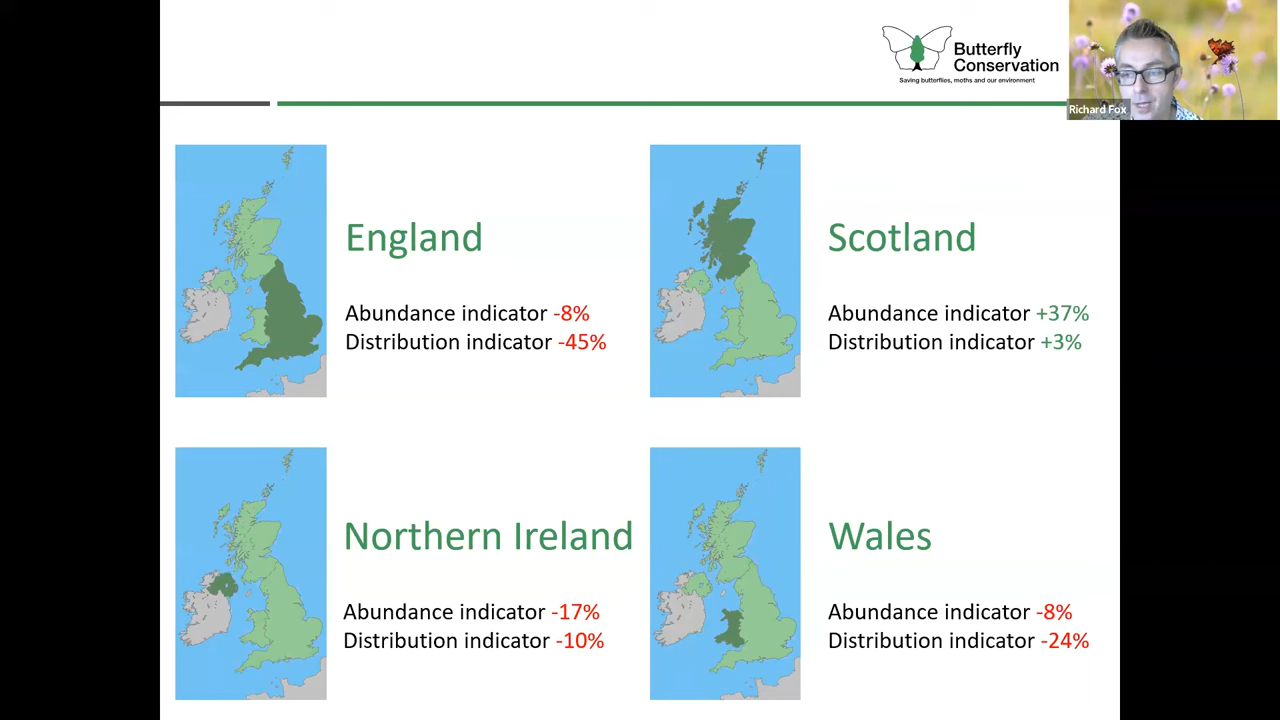 Butterfly
Conservation
Saving butterflies, moths and our environment
Richard Fox
England
Abundance indicator -8%
Distribution indicator -45%
Scotland
Abundance indicator +37%
Distribution indicator +3%
Northern Ireland
Abundance indicator -17%
Distribution indicator -10%
Wales
Abundance indicator -8%
Distribution indicator -24%